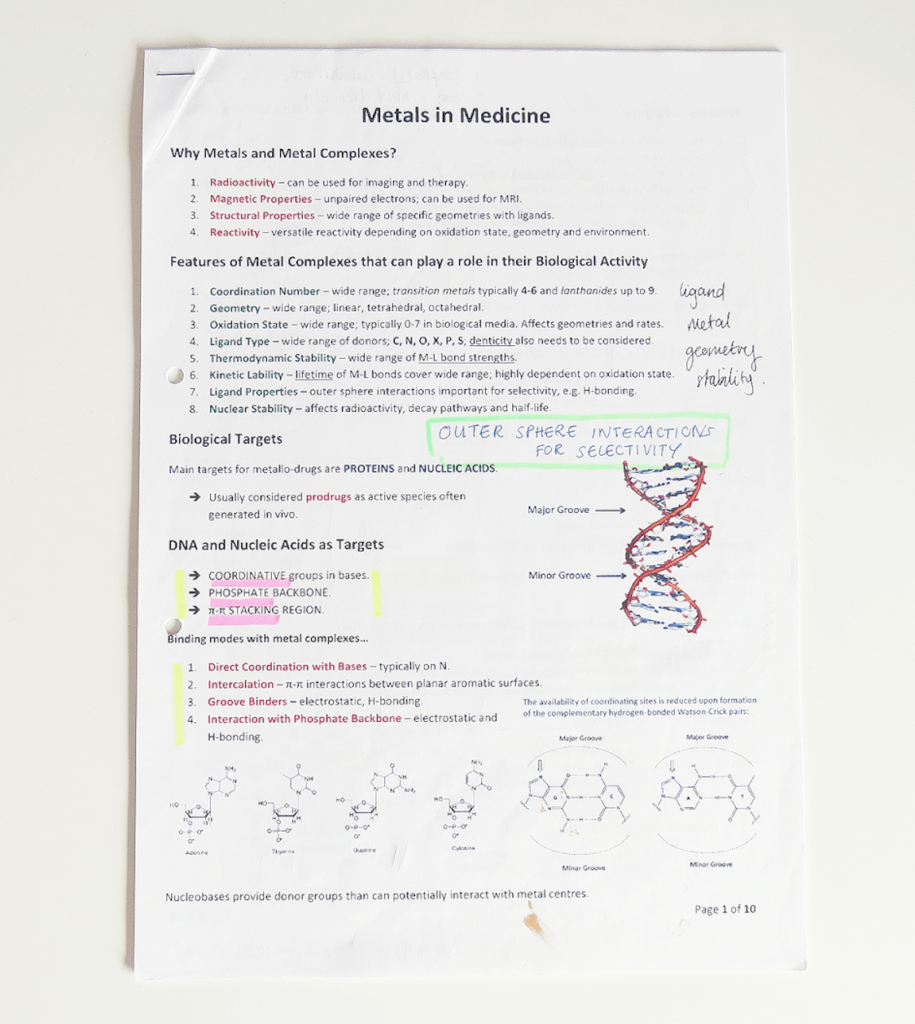 Metals in Medicine
Why Metals and Metal Complexes?
1. Radioactivity – can be used for imaging and therapy.
2. Magnetic Properties – unpaired electrons; can be used for MRI.
3. Structural Properties – wide range of specific geometries with ligands.
4. Reactivity – versatile reactivity depending on oxidation state, geometry and environment.
Features of Metal Complexes that can play a role in their Biological Activity
1. Coordination Number – wide range; transition metals typically 4-6 and lanthanides up to 9.
2. Geometry – wide range; linear, tetrahedral, octahedral.
3. Oxidation State – wide range; typically 0-7 in biological media. Affects geometries and rates.
4. Ligand Type – wide range of donors; C, N, O, X, P, S; denticity also needs to be considered.
5. Thermodynamic Stability – wide range of M-L bond strengths.
6. Kinetic Lability – lifetime of M-L bonds cover wide range; highly dependent on oxidation state.
7. Ligand Properties – outer sphere interactions important for selectivity, e.g. H-bonding.
8. Nuclear Stability – affects radioactivity, decay pathways and half-life.
ligand
metal
geometry
stability.
OUTER SPHERE INTERACTIONS
FOR SELECTIVITY
Biological Targets
Main targets for metallo-drugs are PROTEINS and NUCLEIC ACIDS.
➔ Usually considered prodrugs as active species often
generated in vivo.
Major Groove
Minor Groove
DNA and Nucleic Acids as Targets
➔ COORDINATIVE groups in bases.
➔ PHOSPHATE BACKBONE.
➔ π-π STACKING REGION.
Binding modes with metal complexes...
1. Direct Coordination with Bases – typically on N.
2. Intercalation – π-π interactions between planar aromatic surfaces.
3. Groove Binders – electrostatic, H-bonding.
4. Interaction with Phosphate Backbone – electrostatic and
H-bonding.
The availability of coordinating sites is reduced upon formation
of the complementary hydrogen-bonded Watson-Crick pairs:
Major Groove
Major Groove
Adenine
Thymine
Guanine
Cytosine
Minor Groove
Minor Groove
Nucleobases provide donor groups than can potentially interact with metal centres.
Page 1 of 10